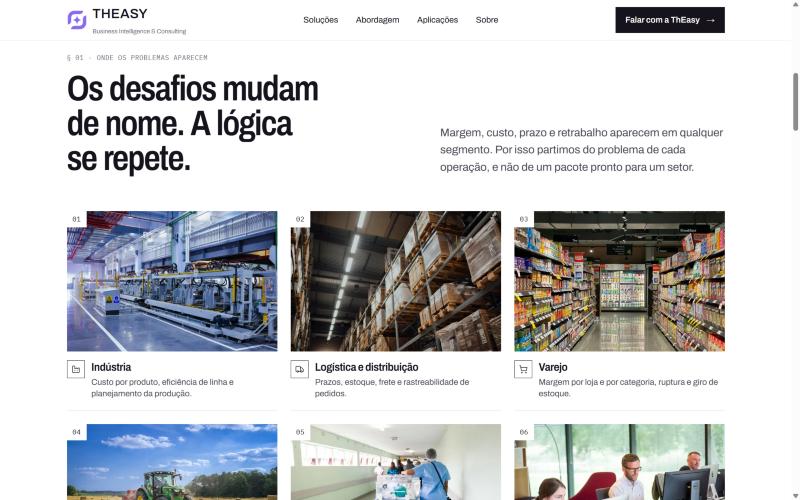 THEASY
Business Intelligence & Consulting
Soluções
Abordagem
Aplicações
Sobre
Falar com a ThEasy →
§ 01 · ONDE OS PROBLEMAS APARECEM
Os desafios mudam
de nome. A lógica
se repete.
Margem, custo, prazo e retrabalho aparecem em qualquer
segmento. Por isso partimos do problema de cada
operação, e não de um pacote pronto para um setor.
01
02
03
Indústria
Custo por produto, eficiência de linha e
planejamento da produção.
Logística e distribuição
Prazos, estoque, frete e rastreabilidade de
pedidos.
Varejo
Margem por loja e por categoria, ruptura e giro de
estoque.
04
05
06